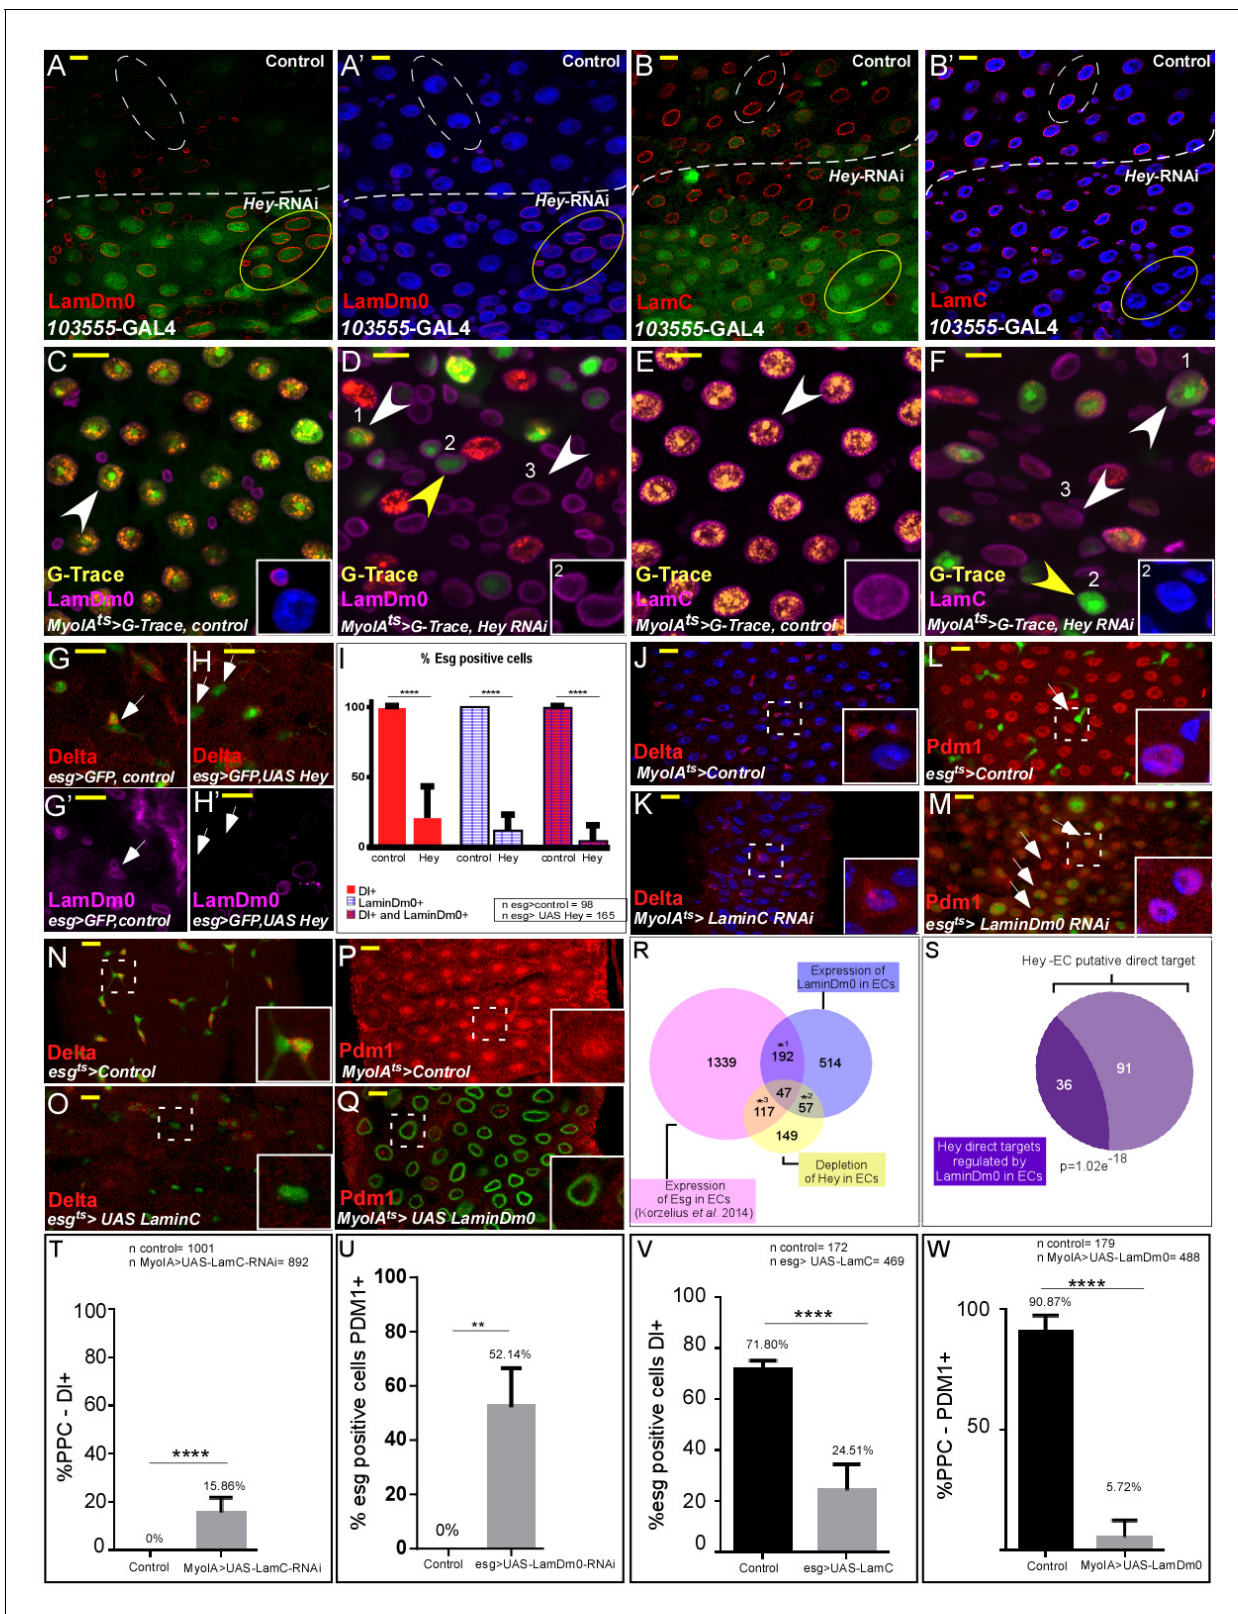 A
Control
Hey-RNAi
LamDm0
103555-GAL4
A'
Control
Hey-RNAi
LamDm0
103555-GAL4
B
Control
Hey-RNAi
LamC
103555-GAL4
B'
Control
Hey-RNAi
LamC
103555-GAL4
C
G-Trace
LamDm0
MyoIAts>G-Trace, control
D
1
2
3
G-Trace
LamDm0
MyoIAts>G-Trace, Hey RNAi
2
E
G-Trace
LamC
MyoIAts>G-Trace, control
F
1
3
2
G-Trace
LamC
MyoIAts>G-Trace, Hey RNAi
2
G
Delta
esg>GFP, control
H
Delta
esg>GFP,UAS Hey
G'
LamDm0
esg>GFP,control
H'
LamDm0
esg>GFP,UAS Hey
I
% Esg positive cells
**** **** ****
100
50
0
control Hey control Hey control Hey
Dl+
LaminDm0+
Dl+ and LaminDm0+
n esg>control = 98
n esg> UAS Hey = 165
J
Delta
MyoIAts>Control
K
Delta
MyoIAts> LaminC RNAi
L
Pdm1
esgts>Control
M
Pdm1
esgts> LaminDm0 RNAi
N
Delta
esgts>Control
O
Delta
esgts> UAS LaminC
P
Pdm1
MyoIAts>Control
Q
Pdm1
MyoIAts> UAS LaminDm0
R
Expression of
LaminDm0 in ECs
1339
*1
192
514
47
*3
117
*2
57
149
Depletion
of Hey in ECs
Expression
of Esg in ECs
(Korzelius et al. 2014)
S
Hey -EC putative direct target
36
91
Hey direct targets
regulated by
LaminDm0 in ECs
p=1.02e-18
T
n control= 1001
n MyoIA>UAS-LamC-RNAi= 892
%PPC - Dl+
100
80
60
40
20
0
****
0%
15.86%
Control
MyoIA>UAS-LamC-RNAi
U
% esg positive cells PDM1+
100
80
60
40
20
0
**
0%
52.14%
Control
esg>UAS-LamDm0-RNAi
V
n control= 172
n esg> UAS-LamC= 469
%esg positive cells Dl+
100
80
60
40
20
0
****
71.80%
24.51%
Control
esg>UAS-LamC
W
n control= 179
n MyoIA>UAS-LamDm0= 488
%PPC - PDM1+
100
50
****
90.87%
5.72%
Control
MyoIA>UAS-LamDm0